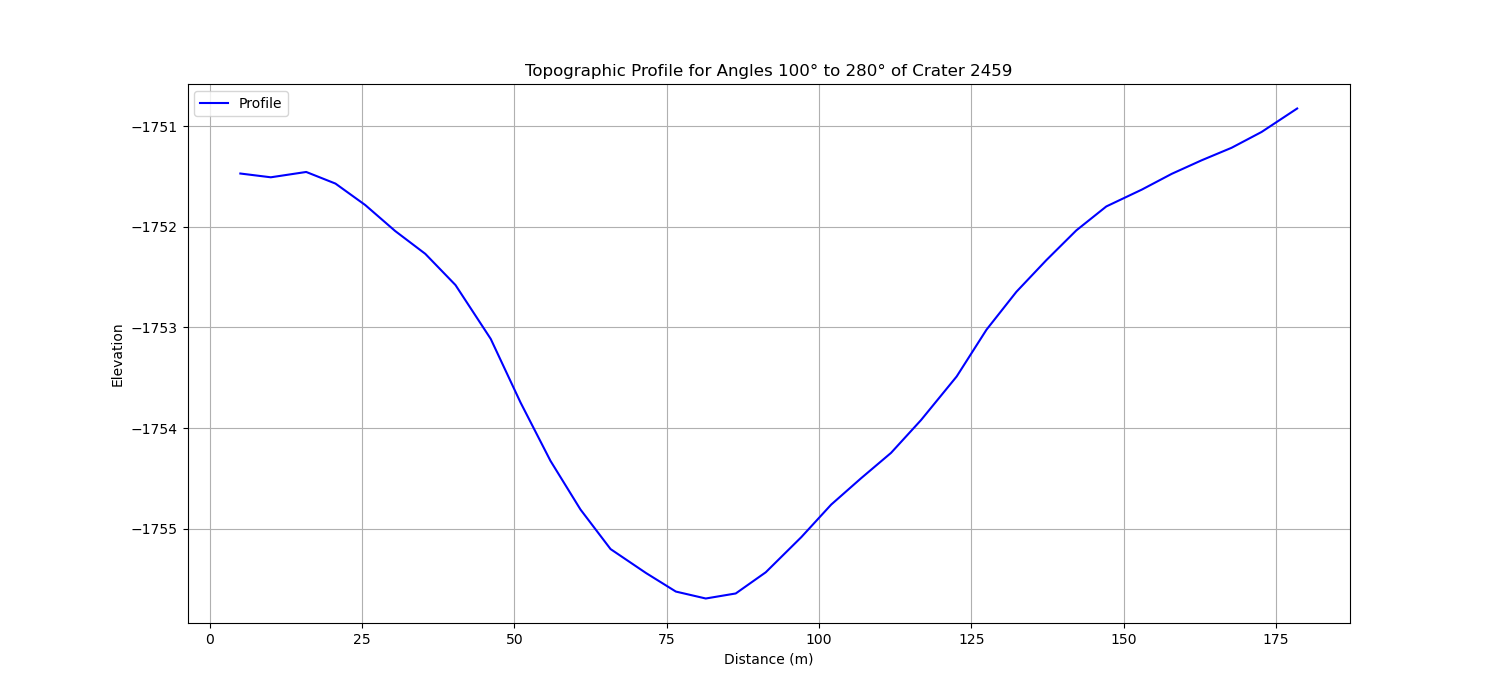 Topographic Profile for Angles 100° to 280° of Crater 2459
Profile
−1751
−1752
−1753
−1754
−1755
Elevation
0 25 50 75 100 125 150 175
Distance (m)